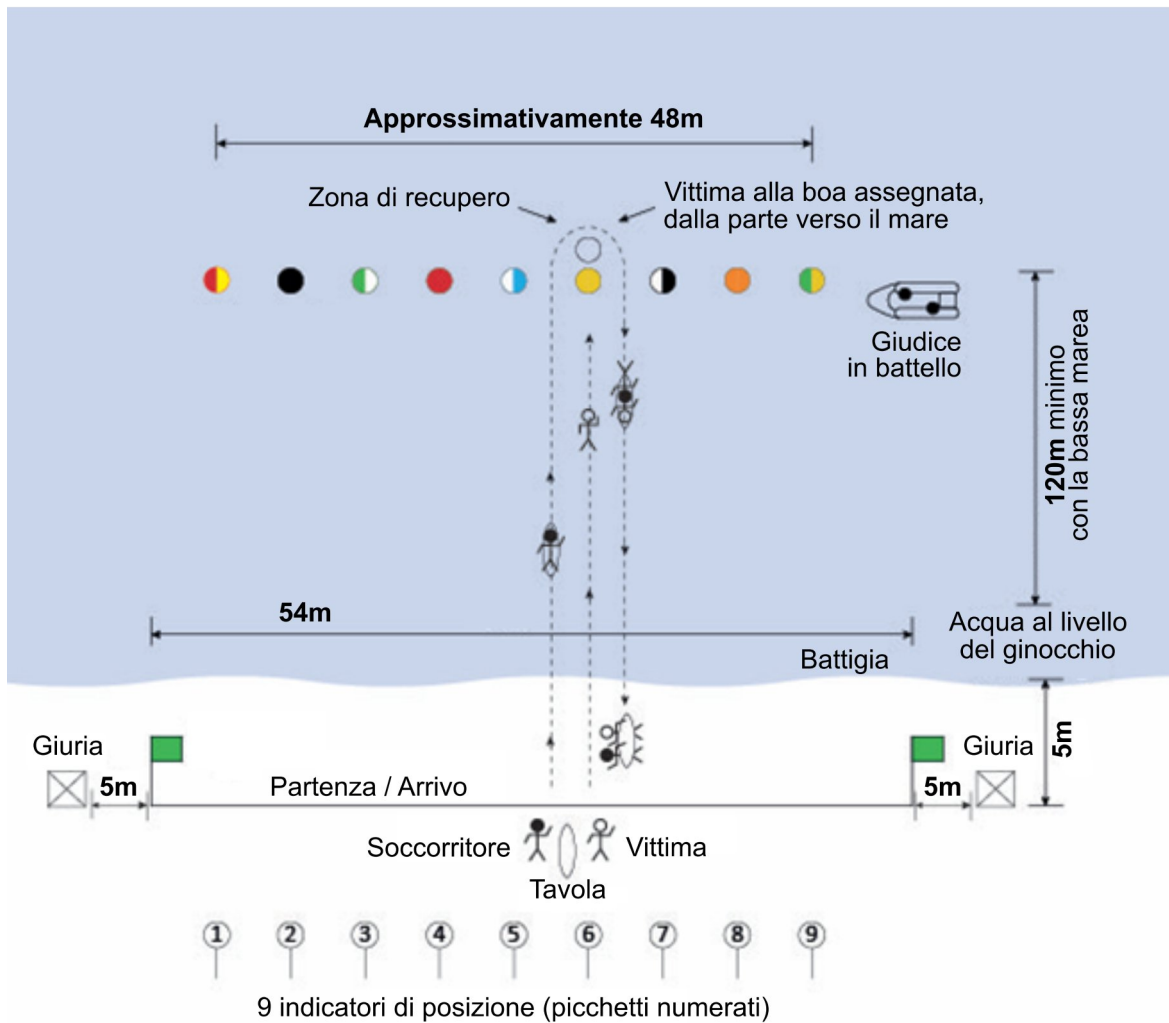 Approssimativamente 48m
Zona di recupero
Vittima alla boa assegnata,
dalla parte verso il mare
Giudice
in battello
120m minimo
con la bassa marea
54m
Acqua al livello
del ginocchio
Battigia
Giuria
Giuria
5m
5m
Partenza / Arrivo
5m
Soccorritore
Vittima
Tavola
1 2 3 4 5 6 7 8 9
9 indicatori di posizione (picchetti numerati)